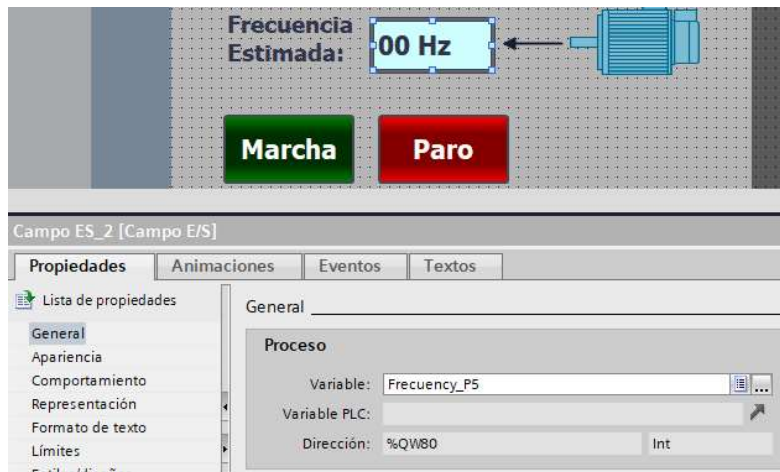 Frecuencia
Estimada:
00 Hz
Marcha
Paro
Campo ES_2 [Campo E/S]
Propiedades
Animaciones
Eventos
Textos
Lista de propiedades
General
Apariencia
Comportamiento
Representación
Formato de texto
Límites
General
Proceso
Variable: Frecuency_P5
...
Variable PLC:
Dirección: %QW80 Int